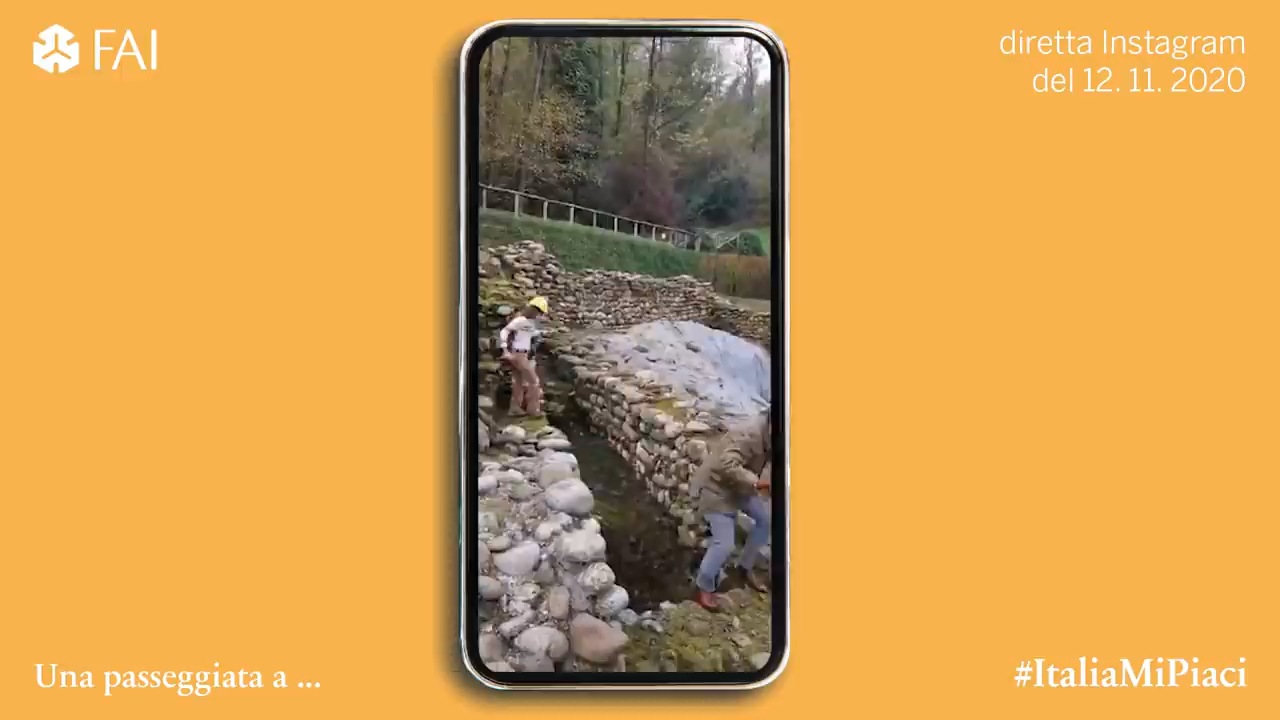 FAI
diretta Instagram
del 12. 11. 2020
Una passeggiata a ...
#ItaliaMiPiaci